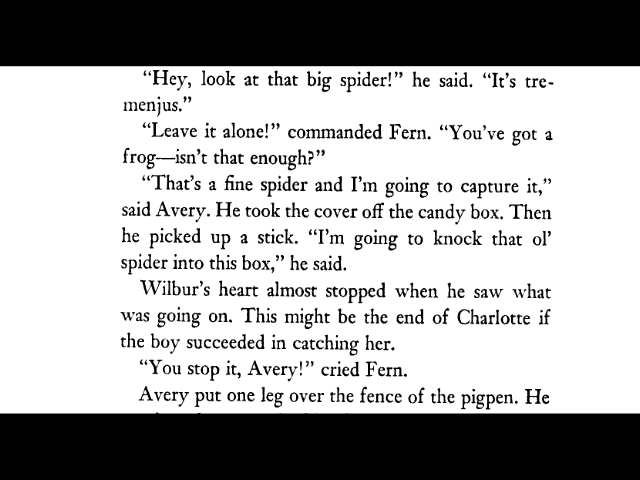 “Hey, look at that big spider!” he said. “It’s tre-
menjus.”
“Leave it alone!” commanded Fern. “You’ve got a
frog—isn’t that enough?”
“That’s a fine spider and I’m going to capture it,”
said Avery. He took the cover off the candy box. Then
he picked up a stick. “I’m going to knock that ol’
spider into this box,” he said.
Wilbur’s heart almost stopped when he saw what
was going on. This might be the end of Charlotte if
the boy succeeded in catching her.
“You stop it, Avery!” cried Fern.
Avery put one leg over the fence of the pigpen. He